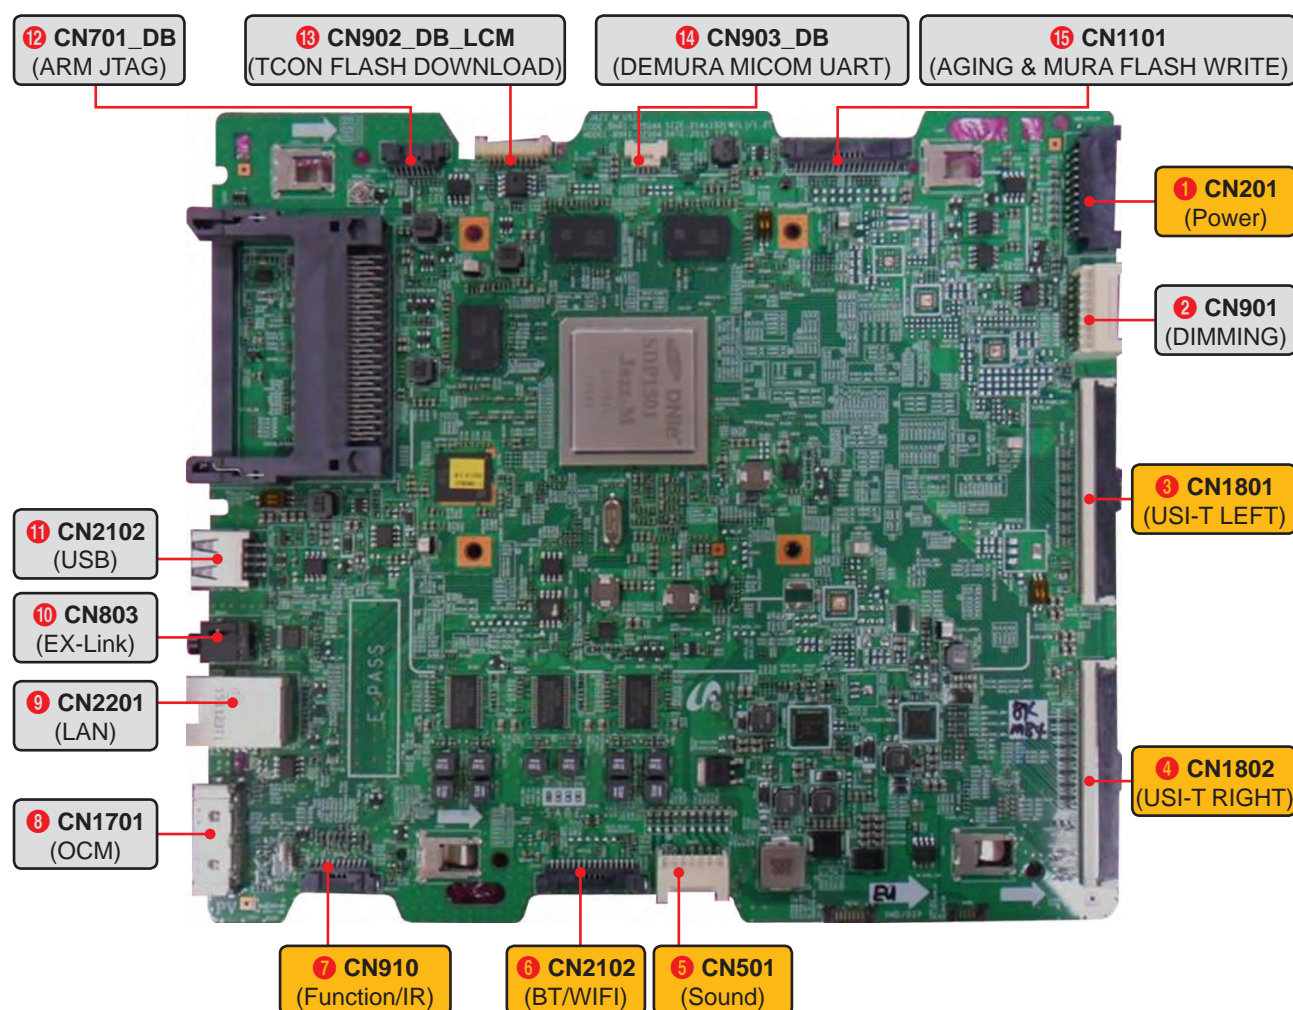 ⑫ CN701_DB
(ARM JTAG)
⑬ CN902_DB_LCM
(TCON FLASH DOWNLOAD)
⑭ CN903_DB
(DEMURA MICOM UART)
⑮ CN1101
(AGING & MURA FLASH WRITE)
① CN201
(Power)
② CN901
(DIMMING)
③ CN1801
(USI-T LEFT)
④ CN1802
(USI-T RIGHT)
⑪ CN2102
(USB)
⑩ CN803
(EX-Link)
⑨ CN2201
(LAN)
⑧ CN1701
(OCM)
⑦ CN910
(Function/IR)
⑥ CN2102
(BT/WIFI)
⑤ CN501
(Sound)
DNIe
SDP1501
Jazz-M
E-PASS